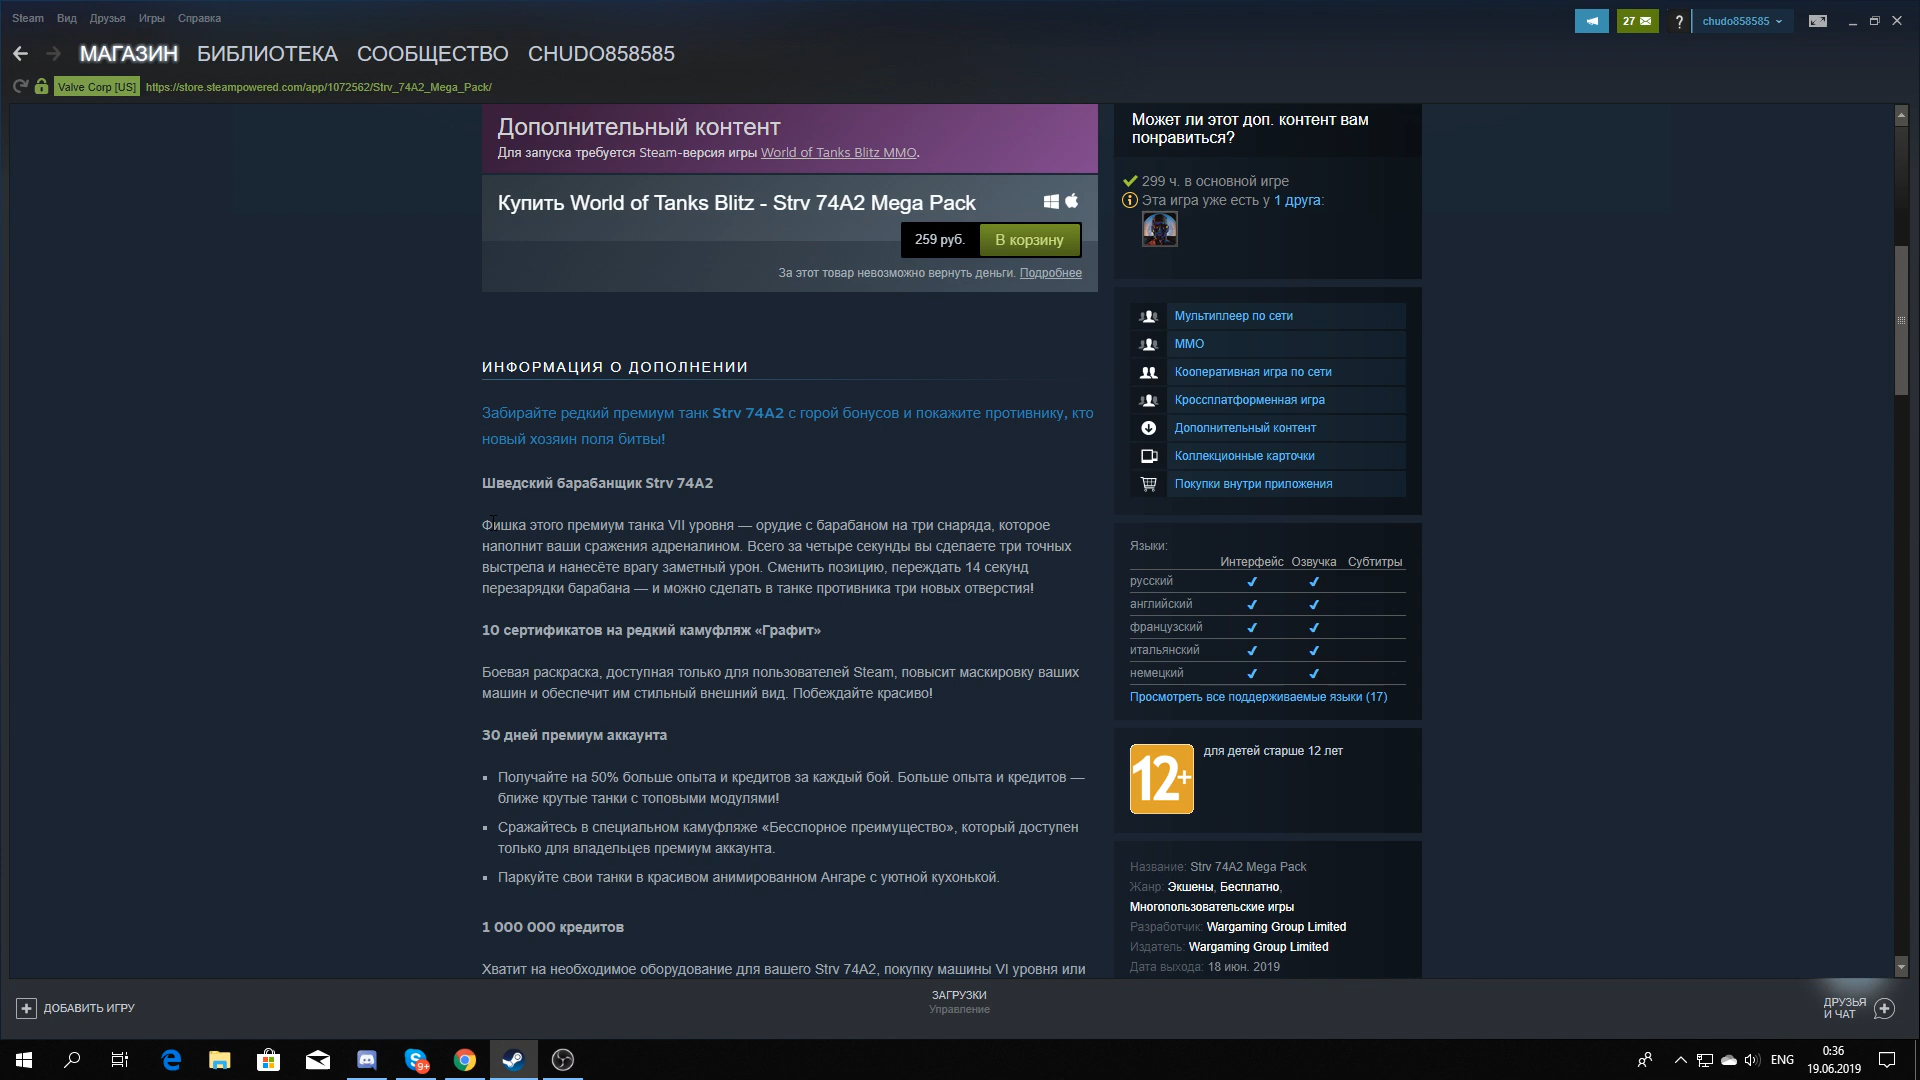 Steam Вид Друзья Игры Справка
27 ? chudo858585
МАГАЗИН БИБЛИОТЕКА СООБЩЕСТВО CHUDO858585
Valve Corp [US] https://store.steampowered.com/app/1072562/Strv_74A2_Mega_Pack/
Дополнительный контент
Для запуска требуется Steam-версия игры World of Tanks Blitz MMO.
Купить World of Tanks Blitz - Strv 74A2 Mega Pack
259 руб. В корзину
За этот товар невозможно вернуть деньги. Подробнее
ИНФОРМАЦИЯ О ДОПОЛНЕНИИ
Забирайте редкий премиум танк Strv 74A2 с горой бонусов и покажите противнику, кто
новый хозяин поля битвы!
Шведский барабанщик Strv 74A2
Фишка этого премиум танка VII уровня — орудие с барабаном на три снаряда, которое
наполнит ваши сражения адреналином. Всего за четыре секунды вы сделаете три точных
выстрела и нанесёте врагу заметный урон. Сменить позицию, переждать 14 секунд
перезарядки барабана — и можно сделать в танке противника три новых отверстия!
10 сертификатов на редкий камуфляж «Графит»
Боевая раскраска, доступная только для пользователей Steam, повысит маскировку ваших
машин и обеспечит им стильный внешний вид. Побеждайте красиво!
30 дней премиум аккаунта
Получайте на 50% больше опыта и кредитов за каждый бой. Больше опыта и кредитов —
ближе крутые танки с топовыми модулями!
Сражайтесь в специальном камуфляже «Бесспорное преимущество», который доступен
только для владельцев премиум аккаунта.
Паркуйте свои танки в красивом анимированном Ангаре с уютной кухонькой.
1 000 000 кредитов
Хватит на необходимое оборудование для вашего Strv 74A2, покупку машины VI уровня или
Может ли этот доп. контент вам
понравиться?
299 ч. в основной игре
Эта игра уже есть у 1 друга:
Мультиплеер по сети
MMO
Кооперативная игра по сети
Кроссплатформенная игра
Дополнительный контент
Коллекционные карточки
Покупки внутри приложения
Языки:
Интерфейс Озвучка Субтитры
русский ✔ ✔
английский ✔ ✔
французский ✔ ✔
итальянский ✔ ✔
немецкий ✔ ✔
Просмотреть все поддерживаемые языки (17)
12+ для детей старше 12 лет
Название: Strv 74A2 Mega Pack
Жанр: Экшены, Бесплатно,
Многопользовательские игры
Разработчик: Wargaming Group Limited
Издатель: Wargaming Group Limited
Дата выхода: 18 июн. 2019
ДОБАВИТЬ ИГРУ
ЗАГРУЗКИ
Управление
ДРУЗЬЯ
И ЧАТ
9+
ENG
0:36
19.06.2019